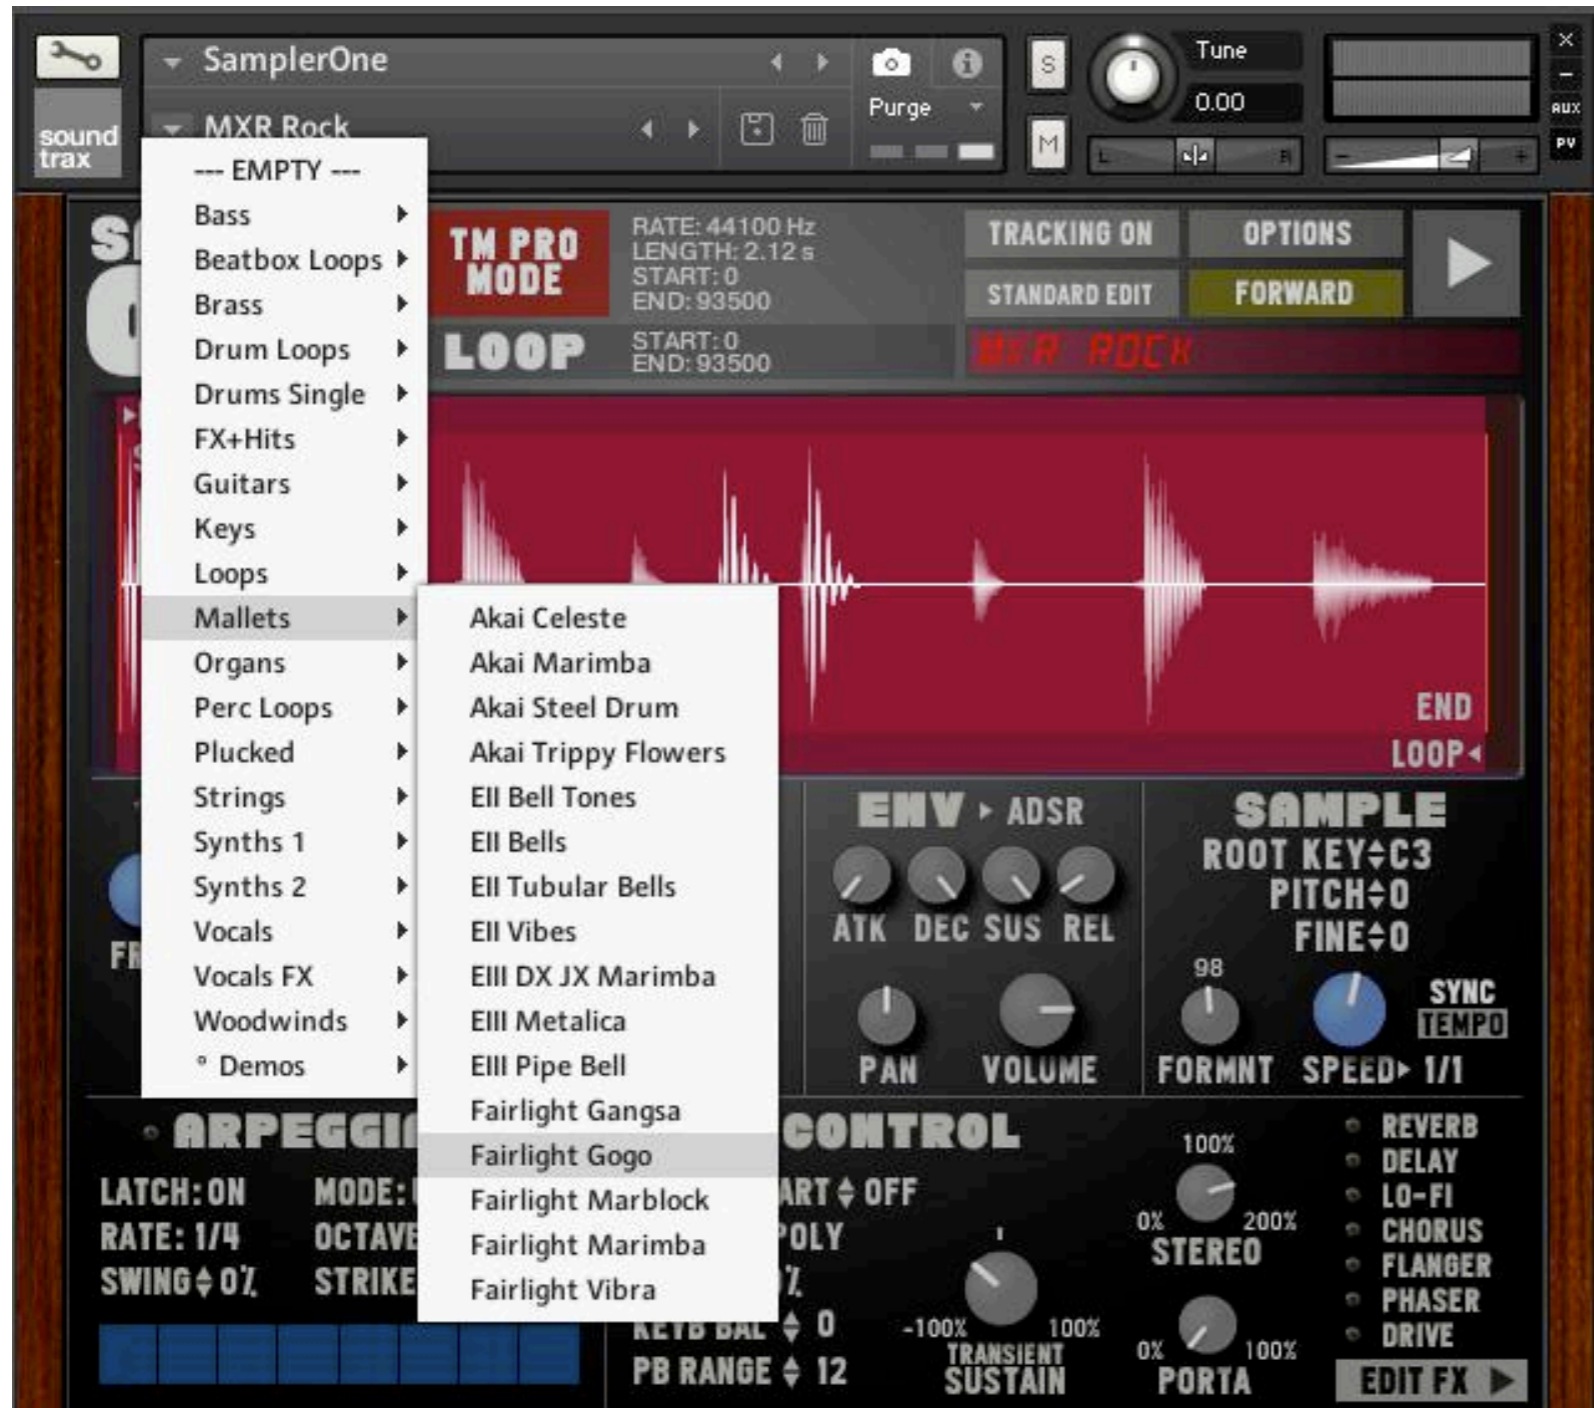 SamplerOne
sound
trax
MXR Rock
Purge
S
M
Tune
0.00
L
R
-
+
×
-
AUX
PV
--- EMPTY ---
Bass
Beatbox Loops
Brass
Drum Loops
Drums Single
FX+Hits
Guitars
Keys
Loops
Mallets
Organs
Perc Loops
Plucked
Strings
Synths 1
Synths 2
Vocals
Vocals FX
Woodwinds
° Demos
Akai Celeste
Akai Marimba
Akai Steel Drum
Akai Trippy Flowers
EII Bell Tones
EII Bells
EII Tubular Bells
EII Vibes
EIII DX JX Marimba
EIII Metalica
EIII Pipe Bell
Fairlight Gangsa
Fairlight Gogo
Fairlight Marblock
Fairlight Marimba
Fairlight Vibra
TM PRO
MODE
RATE: 44100 Hz
LENGTH: 2.12 s
START: 0
END: 93500
LOOP
START: 0
END: 93500
TRACKING ON
OPTIONS
STANDARD EDIT
FORWARD
MXR ROCK
END
LOOP
ENV ADSR
ATK DEC SUS REL
PAN VOLUME
SAMPLE
ROOT KEY C3
PITCH 0
FINE 0
98
FORMNT
SYNC
TEMPO
SPEED 1/1
LATCH: ON
MODE:
RATE: 1/4
OCTAVE
SWING 0%
STRIKE
CONTROL
OFF
POLY
KEYB BAL 0
PB RANGE 12
-100% 100%
TRANSIENT
SUSTAIN
100%
0% 200%
STEREO
0% 100%
PORTA
REVERB
DELAY
LO-FI
CHORUS
FLANGER
PHASER
DRIVE
EDIT FX